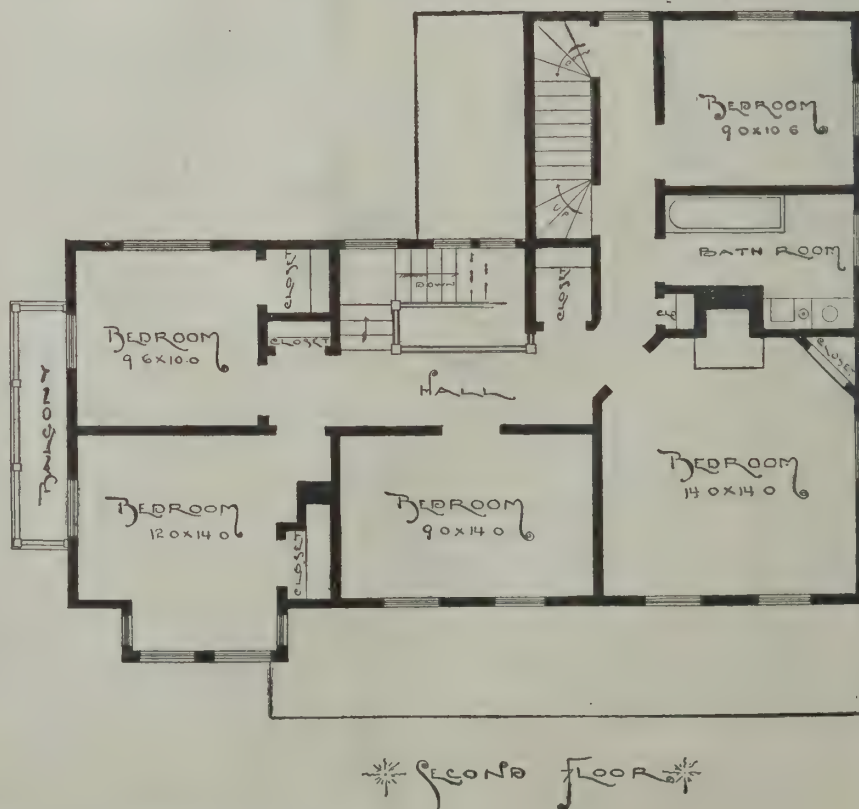 BEDROOM
9 0 x 10 6
BATH ROOM
UP
CLOSET
CLOSET
CLOSET
DOWN
CLOSET
BEDROOM
9 6 x 10.0
HALL
BALCONY
BEDROOM
14 0 x 14 0
BEDROOM
12 0 x 14 0
BEDROOM
9 0 x 14 0
CLOSET
SECOND FLOOR